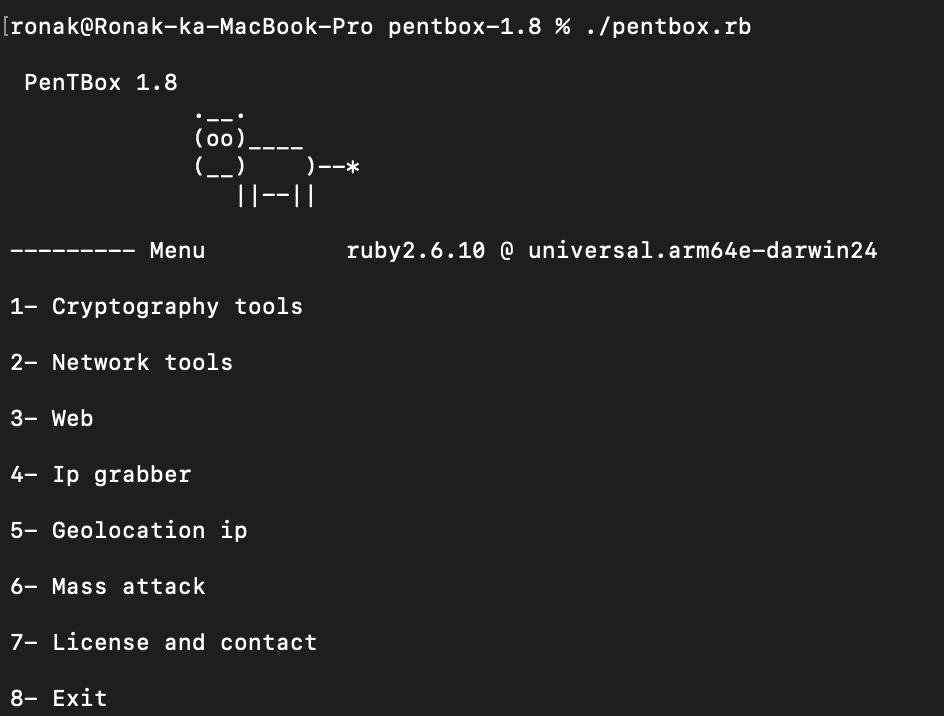 [ronak@Ronak-ka-MacBook-Pro pentbox-1.8 % ./pentbox.rb
PenTBox 1.8
.__.
(oo)____
(__)    )--*
||--||
--------- Menu          ruby2.6.10 @ universal.arm64e-darwin24
1- Cryptography tools
2- Network tools
3- Web
4- Ip grabber
5- Geolocation ip
6- Mass attack
7- License and contact
8- Exit